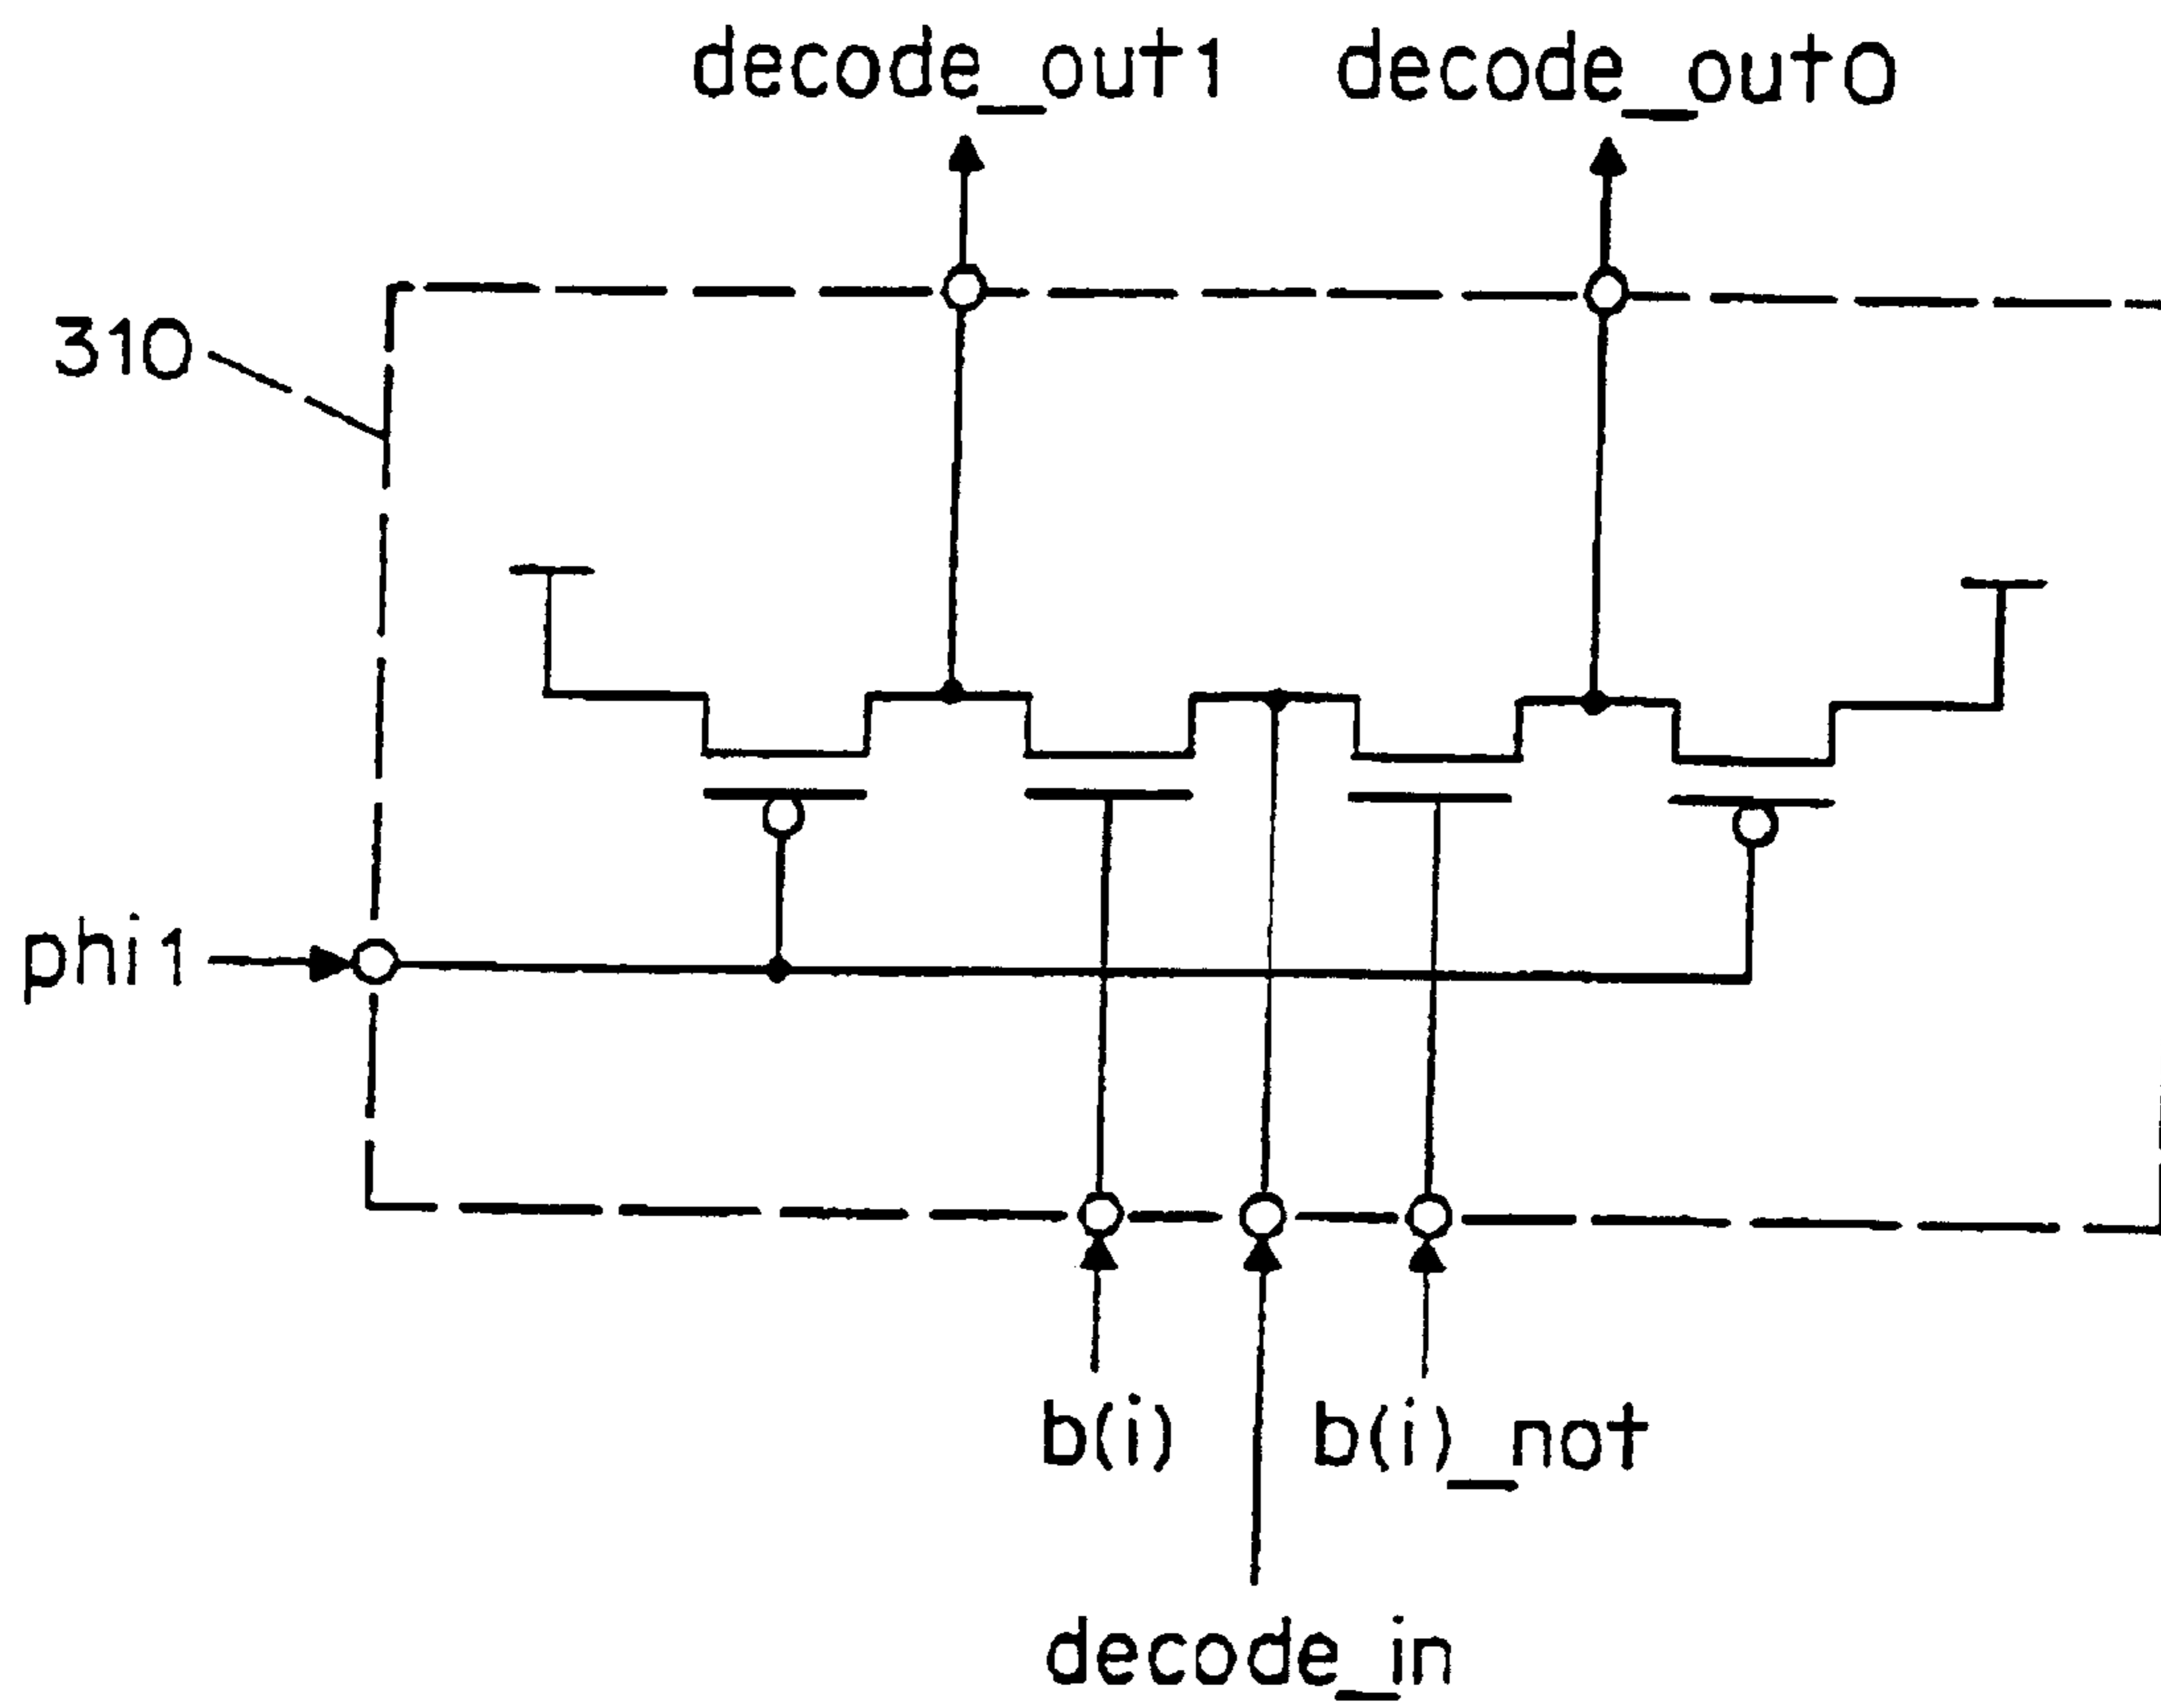 decode_out1 decode_out0
310
phi1
b(i) b(i)_not
decode_in